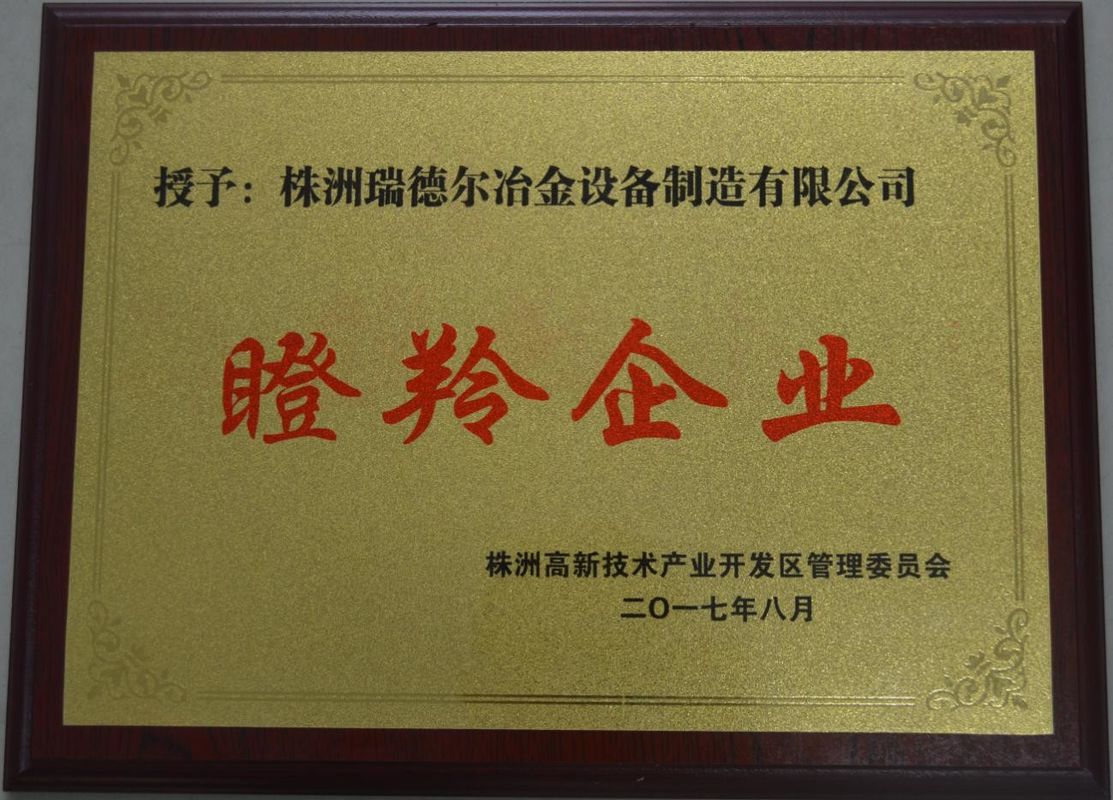 授予：株洲瑞德尔冶金设备制造有限公司
瞪羚企业
株洲高新技术产业开发区管理委员会
二〇一七年八月